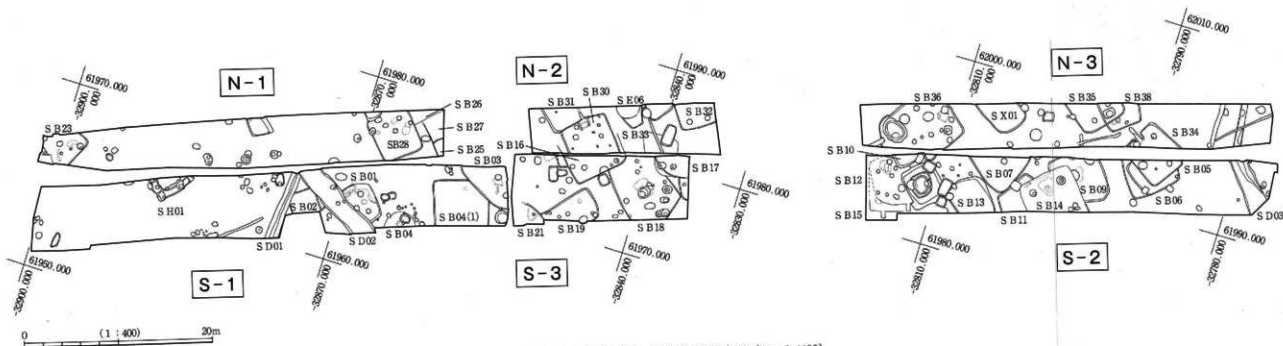 N-1
N-2
N-3
S-1
S-3
S-2
61970.000
-32900.000
61980.000
-32870.000
61990.000
-32840.000
62000.000
-32810.000
62010.000
-32790.000
61950.000
-32900.000
61960.000
-32870.000
61970.000
-32840.000
61980.000
-32830.000
61980.000
-32810.000
61990.000
-32780.000
SB23
SB28
SB26
SB27
SB25
SB03
SH01
SB02
SB01
SD01
SD02
SB04
SB04(1)
SB31
SB30
SE06
SB32
SB33
SB16
SB17
SB21
SB19
SB18
SB36
SX01
SB35
SB38
SB34
SB10
SB12
SB15
SB13
SB07
SB11
SB14
SB09
SB05
SB06
SD03
0 (1:400) 20m